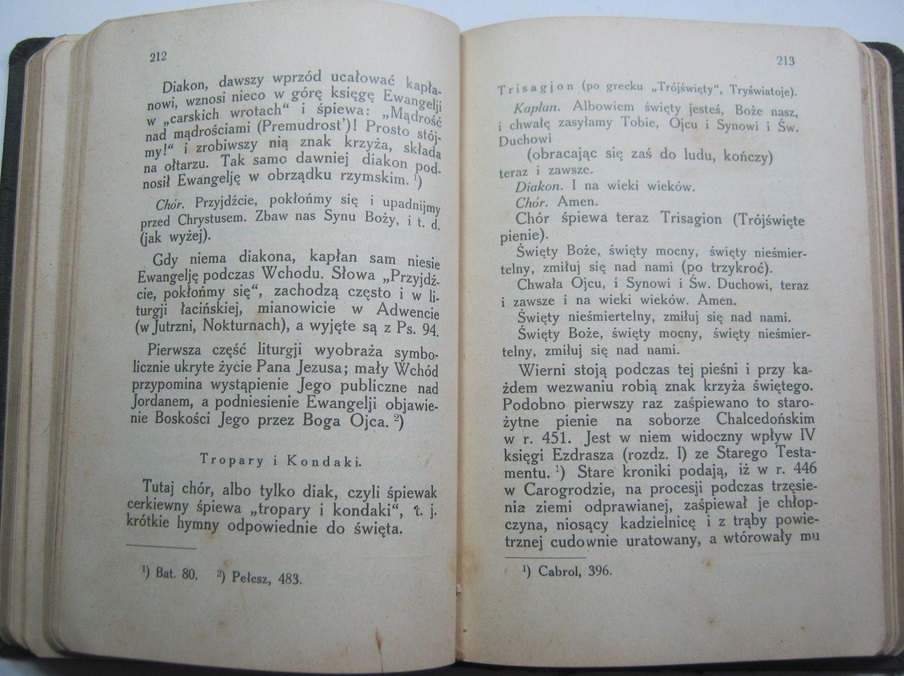 212
Diakon, dawszy wprzód ucałować kapła-
nowi, wznosi nieco w górę księgę Ewangelji
w „carskich wrotach“ i śpiewa: „Mądrość
nad mądrościami (Premudrost’)! Prosto stój-
my!“ i zrobiwszy nią znak krzyża, składa
na ołtarzu. Tak samo dawniej diakon pod-
nosił Ewangelję w obrządku rzymskim. ¹)
Chór. Przyjdźcie, pokłońmy się i upadnijmy
przed Chrystusem. Zbaw nas Synu Boży, i t. d.
(jak wyżej).
Gdy niema diakona, kapłan sam niesie
Ewangelję podczas Wchodu. Słowa „Przyjdź-
cie, pokłońmy się“, zachodzą często i w li-
turgji łacińskiej, mianowicie w Adwencie
(w Jutrzni, Nokturnach), a wyjęte są z Ps. 94.
Pierwsza część liturgji wyobraża symbo-
licznie ukryte życie Pana Jezusa; mały Wchód
przypomina wystąpienie Jego publiczne nad
Jordanem, a podniesienie Ewangelji objawie-
nie Boskości Jego przez Boga Ojca. ²)
Tropary i Kondaki.
Tutaj chór, albo tylko diak, czyli śpiewak
cerkiewny śpiewa „tropary i kondaki“, t. j.
krótkie hymny odpowiednie do święta.
¹) Bat. 80. ²) Pełesz, 483.
213
Trisagjon (po grecku „Trójświęty“, Tryświatoje).
Kapłan. Albowiem święty jesteś, Boże nasz,
i chwałę zasyłamy Tobie, Ojcu i Synowi i Św.
Duchowi
(obracając się zaś do ludu, kończy)
teraz i zawsze.
Diakon. I na wieki wieków.
Chór. Amen.
Chór śpiewa teraz Trisagion (Trójświęte
pienie).
Święty Boże, święty mocny, święty nieśmier-
telny, zmiłuj się nad nami (po trzykroć).
Chwała Ojcu, i Synowi i Św. Duchowi, teraz
i zawsze i na wieki wieków. Amen.
Święty nieśmiertelny, zmiłuj się nad nami.
Święty Boże, święty mocny, święty nieśmier-
telny, zmiłuj się nad nami.
Wierni stoją podczas tej pieśni i przy ka-
żdem wezwaniu robią znak krzyża świętego.
Podobno pierwszy raz zaśpiewano to staro-
żytne pienie na soborze Chalcedońskim
w r. 451. Jest w niem widoczny wpływ IV
księgi Ezdrasza (rozdz. I) ze Starego Testa-
mentu. ¹) Stare kroniki podają, iż w r. 446
w Carogrodzie, na procesji podczas trzęsie-
nia ziemi odprawianej, zaśpiewał je chłop-
czyna, niosący kadzielnicę i z trąby powie-
trznej cudownie uratowany, a wtórowały mu
¹) Cabrol, 396.